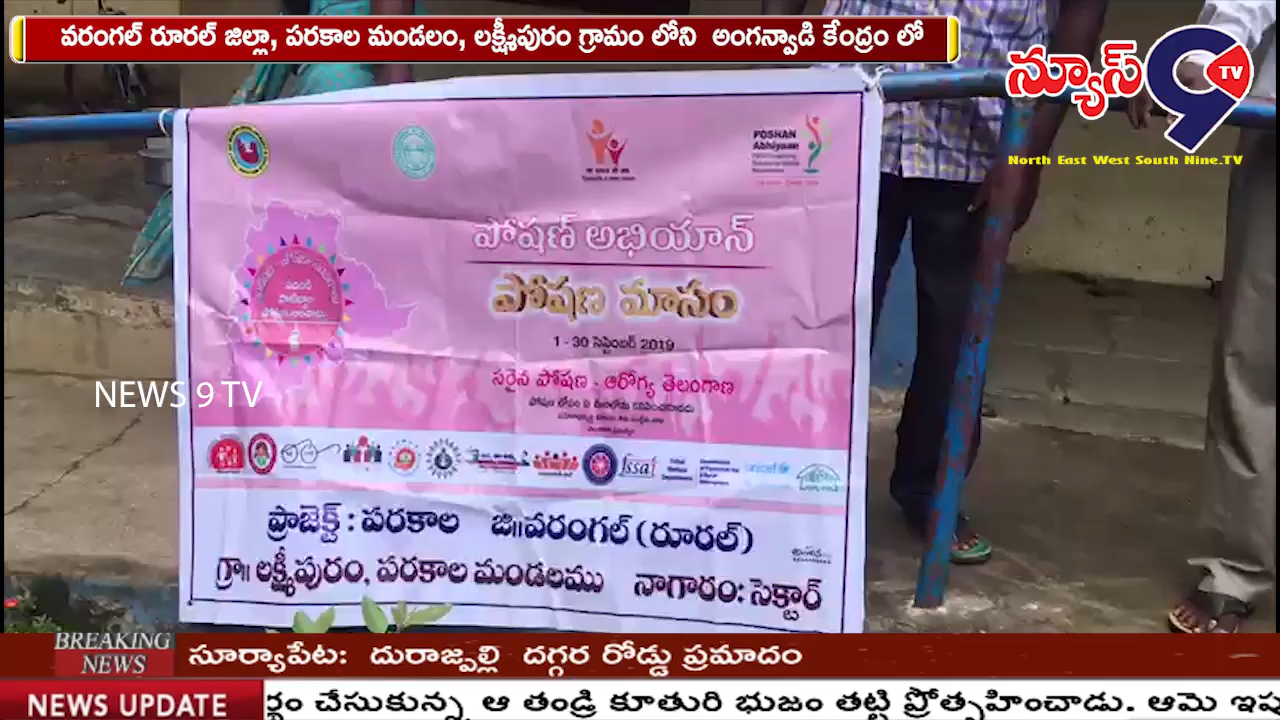 వరంగల్ రూరల్ జిల్లా, పరకాల మండలం, లక్ష్మీపురం గ్రామం లోని అంగన్వాడి కేంద్రం లో
న్యూస్ 9 TV
North East West South Nine.TV
POSHAN
Abhiyaan
పోషణ్ అభియాన్
పోషణ మాసం
1 - 30 సెప్టెంబర్ 2019
సరైన పోషణ - ఆరోగ్య తెలంగాణ
NEWS 9 TV
fssai
unicef
ప్రాజెక్ట్ : పరకాల జి॥వరంగల్ (రూరల్)
గ్రా॥ లక్ష్మీపురం, పరకాల మండలము నాగారం: సెక్టార్
BREAKING NEWS సూర్యాపేట: దురాజ్పల్లి దగ్గర రోడ్డు ప్రమాదం
NEWS UPDATE చేసుకున్న ఆ తండ్రి కూతురి భుజం తట్టి ప్రోత్సహించాడు. ఆమె